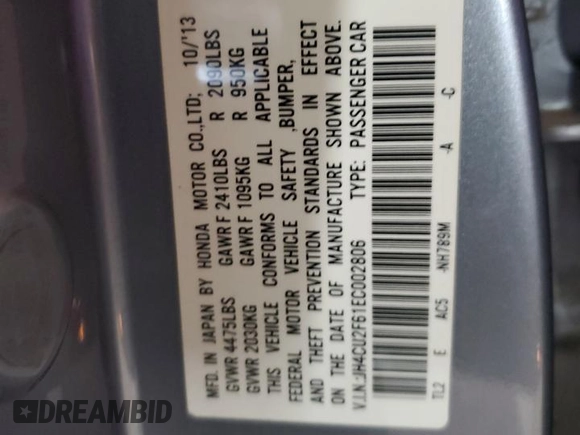 MFD. IN JAPAN BY HONDA MOTOR CO.,LTD; 10/'13
GVWR 4475LBS GAWR F 2410LBS R 2090LBS
GVWR 2030KG GAWR F 1095KG R 950KG
THIS VEHICLE CONFORMS TO ALL APPLICABLE
FEDERAL MOTOR VEHICLE SAFETY ,BUMPER,
AND THEFT PREVENTION STANDARDS IN EFFECT
ON THE DATE OF MANUFACTURE SHOWN ABOVE.
V.I.N:JH4CU2F61EC002806 TYPE: PASSENGER CAR
TL2 E AC5 -NH789M -A -C
DREAMBID